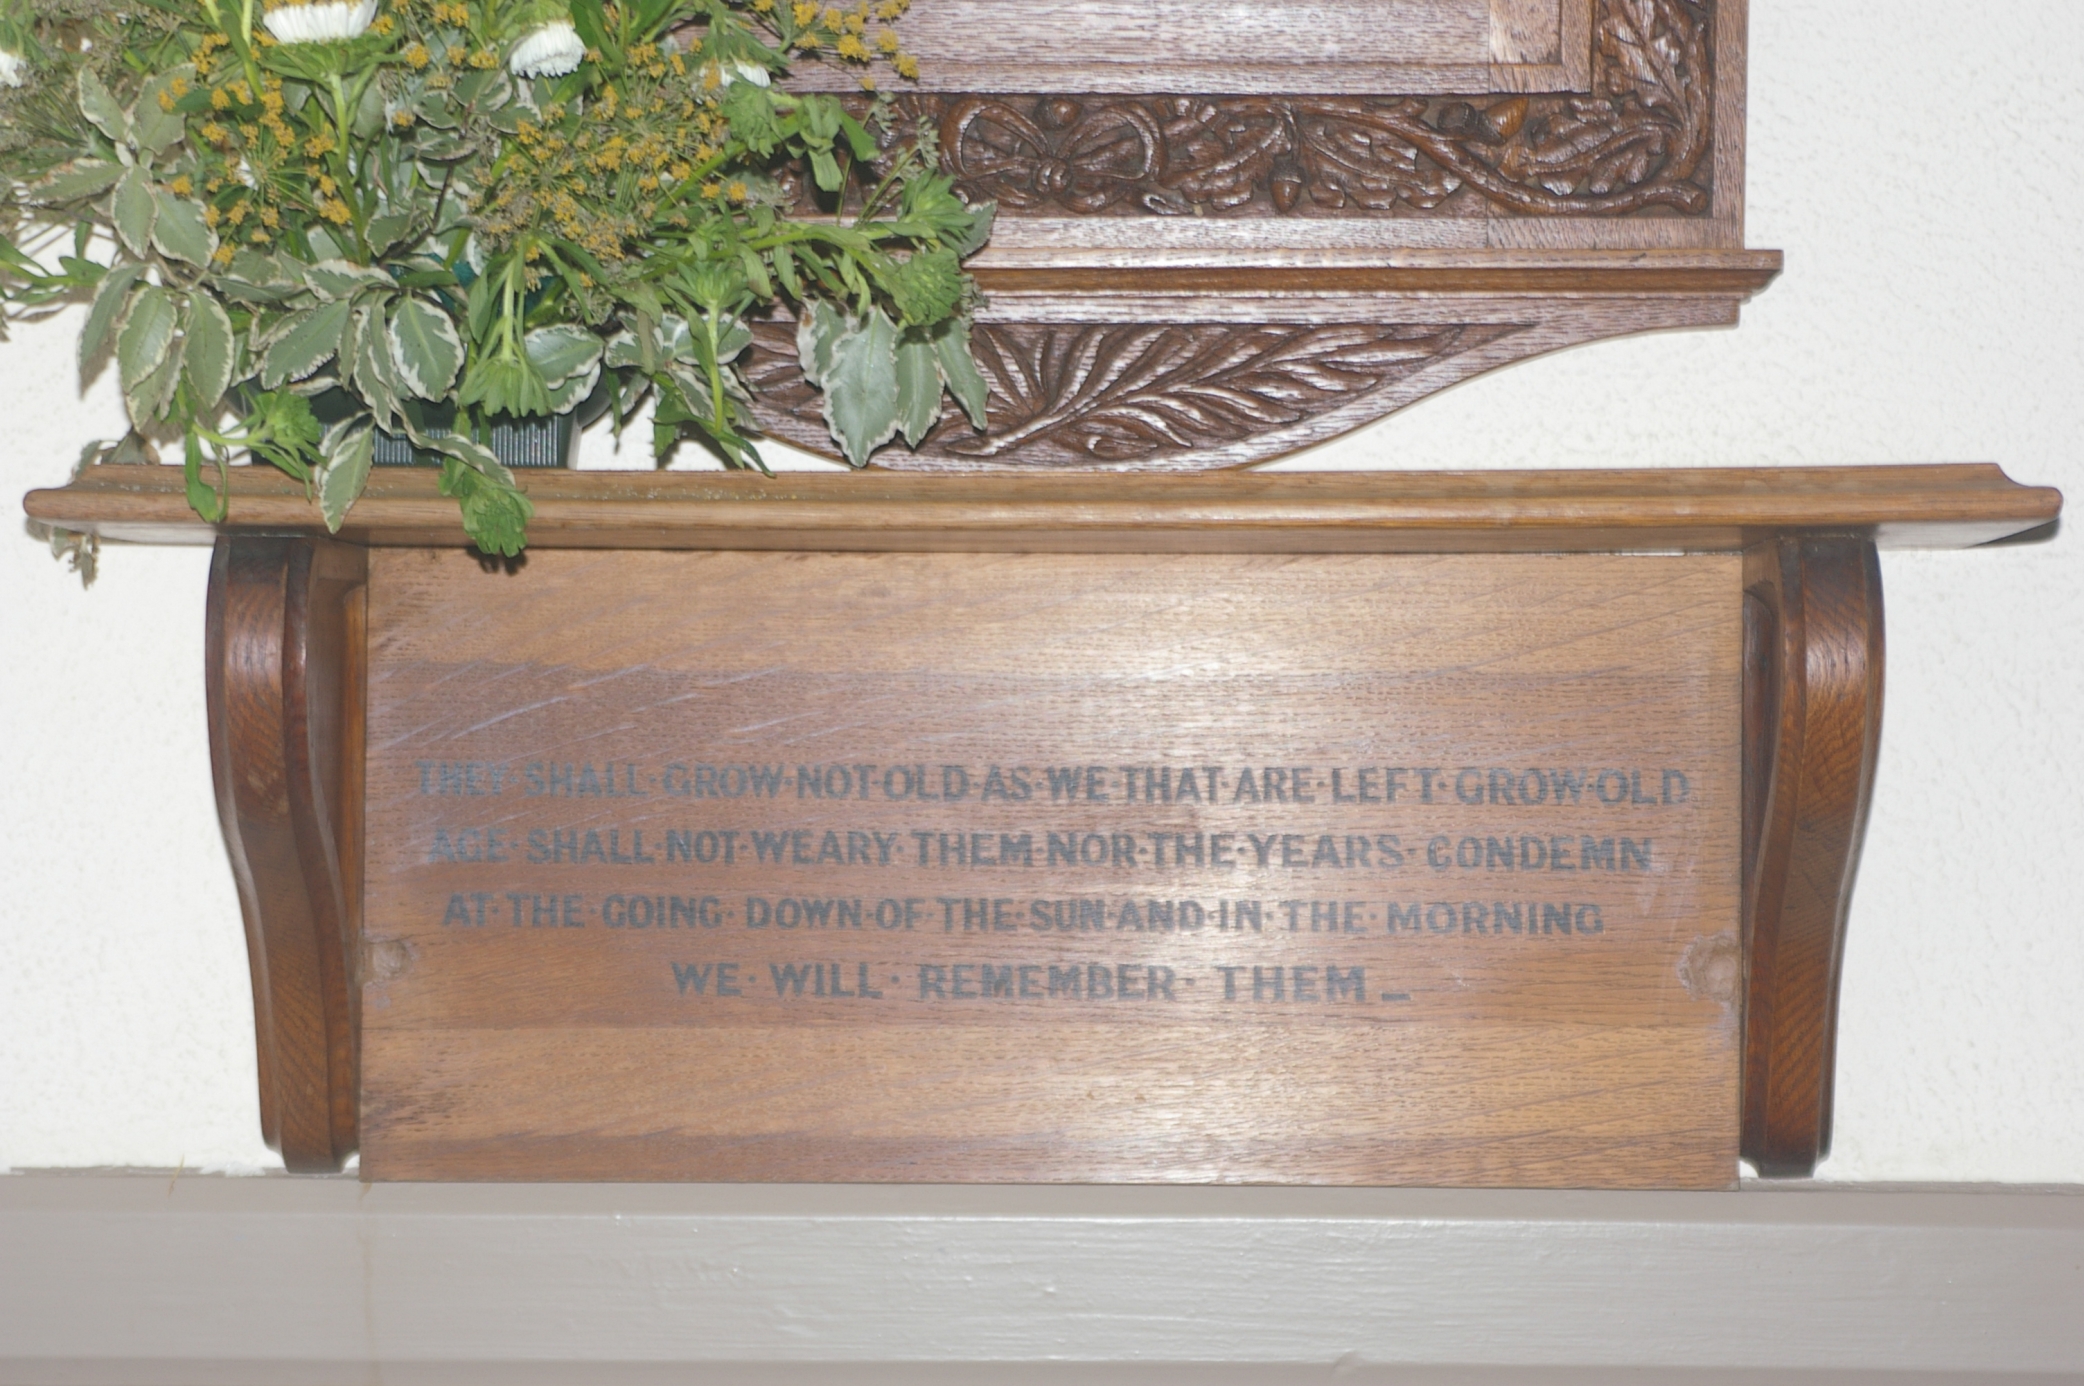 THEY·SHALL·GROW·NOT·OLD·AS·WE·THAT·ARE·LEFT·GROW·OLD
AGE·SHALL·NOT·WEARY·THEM·NOR·THE·YEARS·CONDEMN
AT·THE·GOING·DOWN·OF·THE·SUN·AND·IN·THE·MORNING
WE·WILL·REMEMBER·THEM_